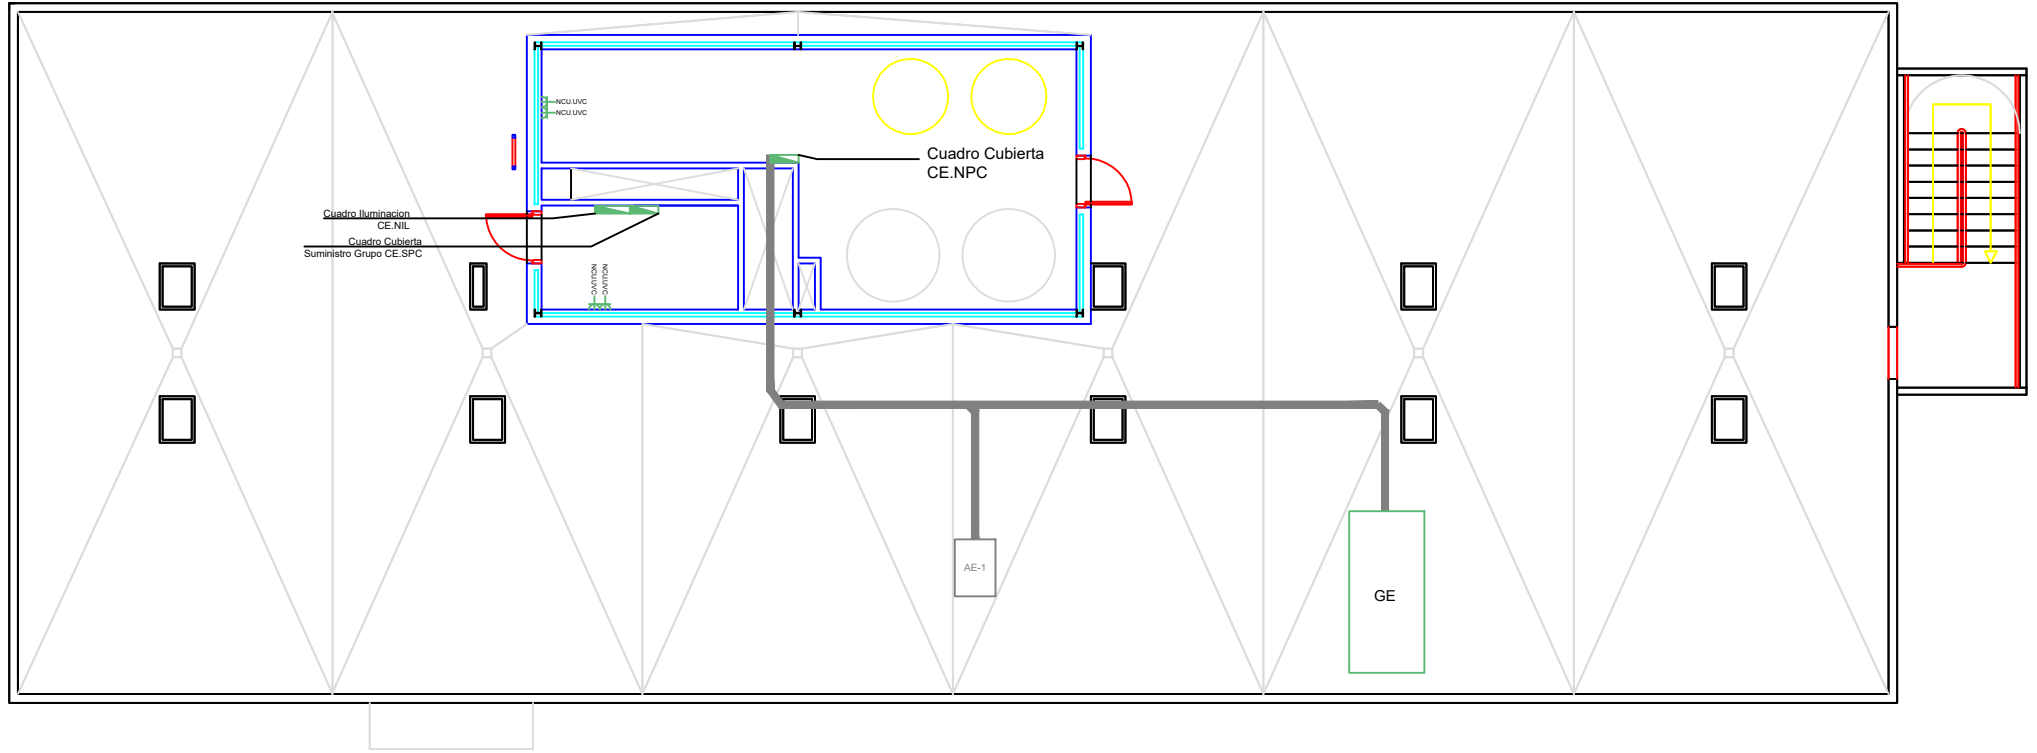 NCU.UVC
NCU.UVC
Cuadro Cubierta
CE.NPC
Cuadro Iluminacion
CE.NIL
Cuadro Cubierta
Suministro Grupo CE.SPC
NCU.UVC
NCU.UVC
AE-1
GE